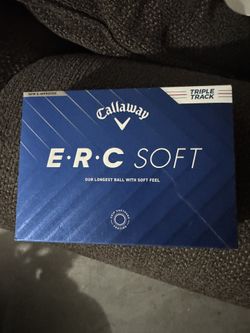 NEW & IMPROVED
Callaway
TRIPLE
TRACK
E·R·C SOFT
OUR LONGEST BALL WITH SOFT FEEL